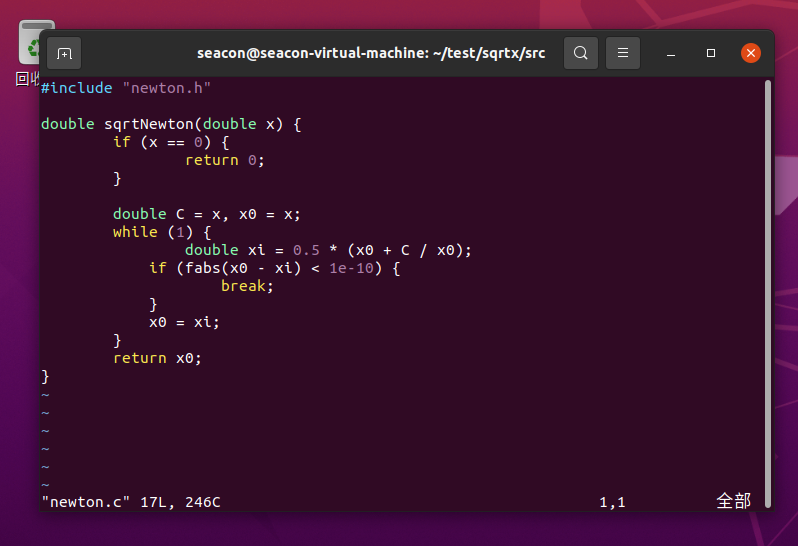 seacon@seacon-virtual-machine: ~/test/sqrtx/src
回收
#include "newton.h"
double sqrtNewton(double x) {
if (x == 0) {
return 0;
}
double C = x, x0 = x;
while (1) {
double xi = 0.5 * (x0 + C / x0);
if (fabs(x0 - xi) < 1e-10) {
break;
}
x0 = xi;
}
return x0;
}
~
~
~
~
~
~
"newton.c" 17L, 246C 1,1 全部